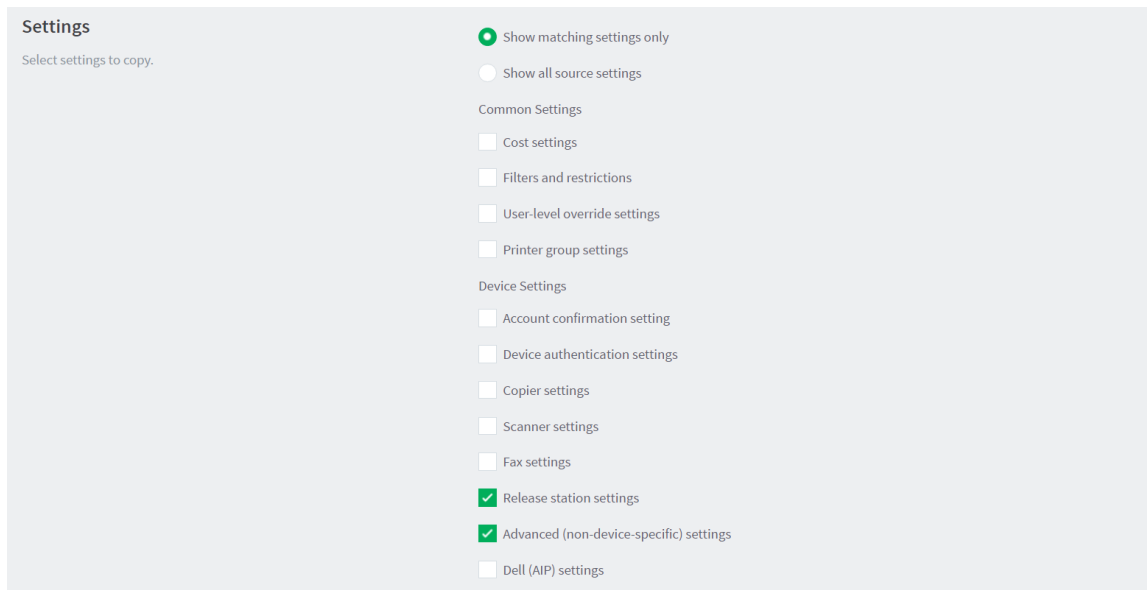 Settings
Select settings to copy.
Show matching settings only
Show all source settings
Common Settings
Cost settings
Filters and restrictions
User-level override settings
Printer group settings
Device Settings
Account confirmation setting
Device authentication settings
Copier settings
Scanner settings
Fax settings
Release station settings
Advanced (non-device-specific) settings
Dell (AIP) settings